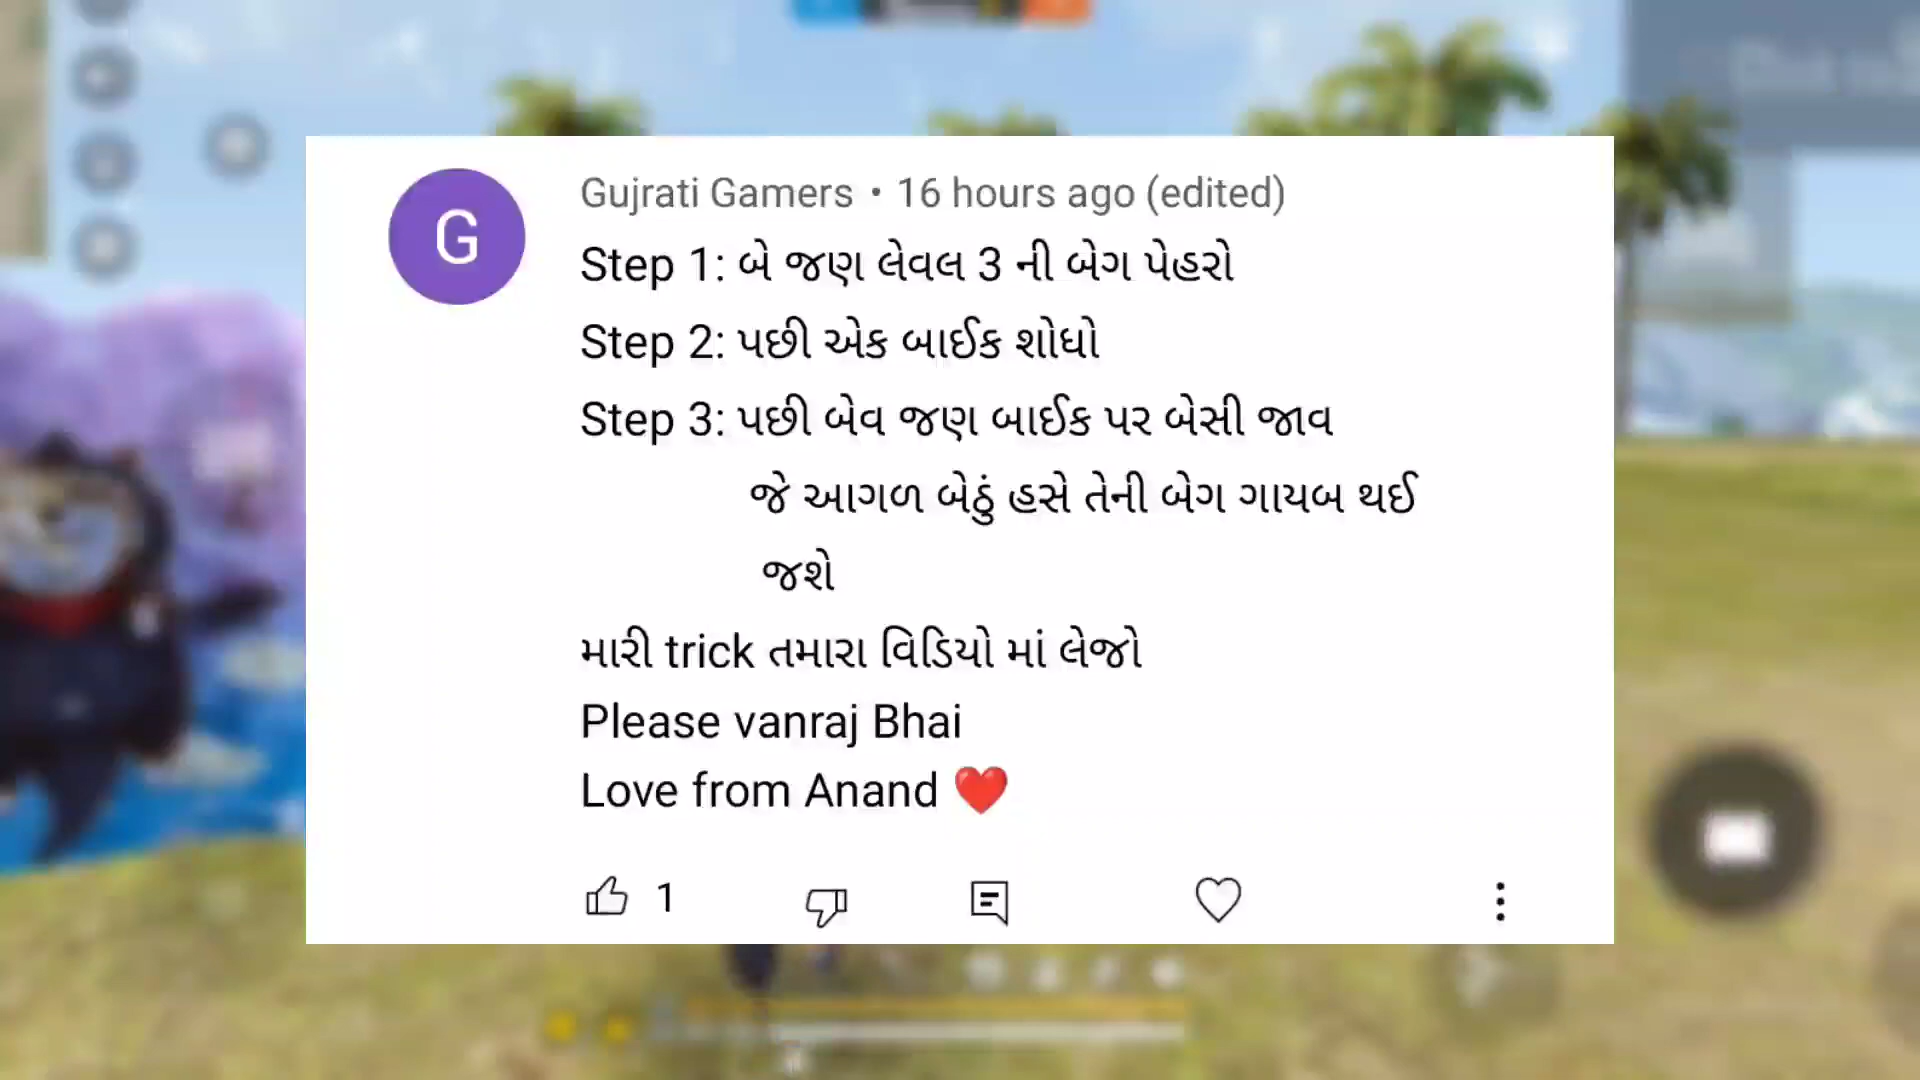 G
Gujrati Gamers • 16 hours ago (edited)
Step 1: બે જણ લેવલ 3 ની બેગ પેહરો
Step 2: પછી એક બાઈક શોધો
Step 3: પછી બેવ જણ બાઈક પર બેસી જાવ
જે આગળ બેઠું હસે તેની બેગ ગાયબ થઈ
જશે
મારી trick તમારા વિડિયો માં લેજો
Please vanraj Bhai
Love from Anand ❤️
1